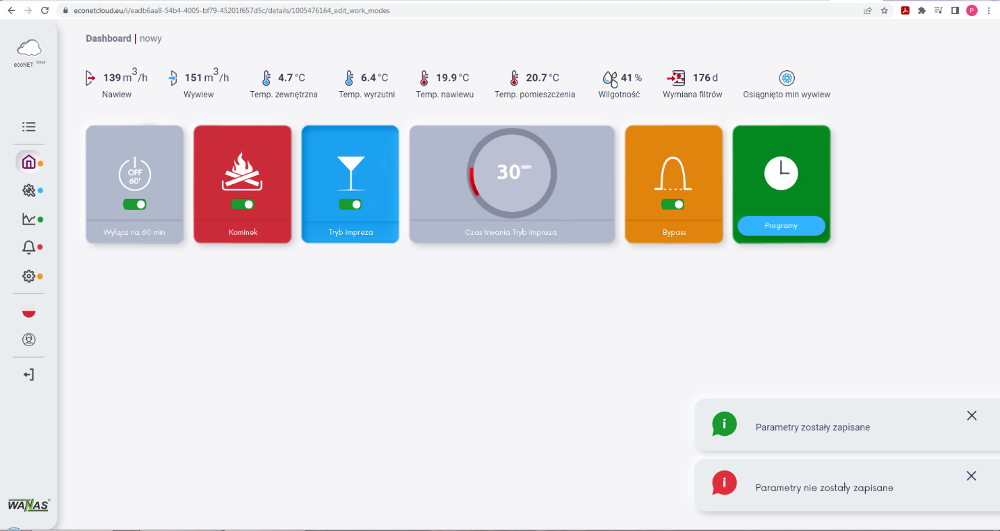 econetcloud.eu/i/eadb6aa8-54b4-4005-bf79-45201f657d5c/details/1005476164_edit_work_modes
P
ecoNET Cloud
Dashboard | nowy
139 m3/h
Nawiew
151 m3/h
Wywiew
4.7 °C
Temp. zewnętrzna
6.4 °C
Temp. wyrzutni
19.9 °C
Temp. nawiewu
20.7 °C
Temp. pomieszczenia
41 %
Wilgotność
176 d
Wymiana filtrów
Osiągnięto min wywiew
OFF
60'
Wyłącz na 60 min
Kominek
Tryb impreza
30 min
Czas trwania Tryb impreza
Bypass
Programy
Parametry zostały zapisane
Parametry nie zostały zapisane
WANAS®